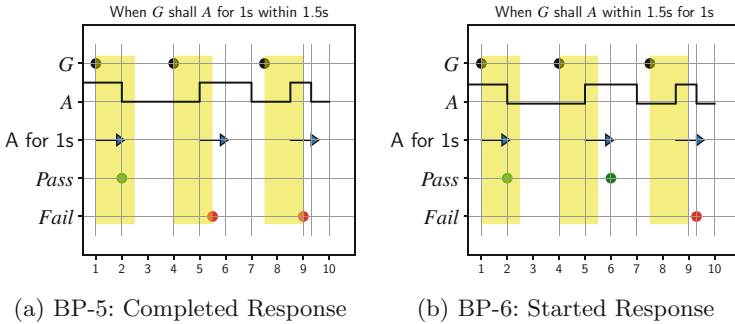 When G shall A for 1s within 1.5s
G
A
A for 1s
Pass
Fail
1 2 3 4 5 6 7 8 9 10
(a) BP-5: Completed Response
When G shall A within 1.5s for 1s
G
A
A for 1s
Pass
Fail
1 2 3 4 5 6 7 8 9 10
(b) BP-6: Started Response